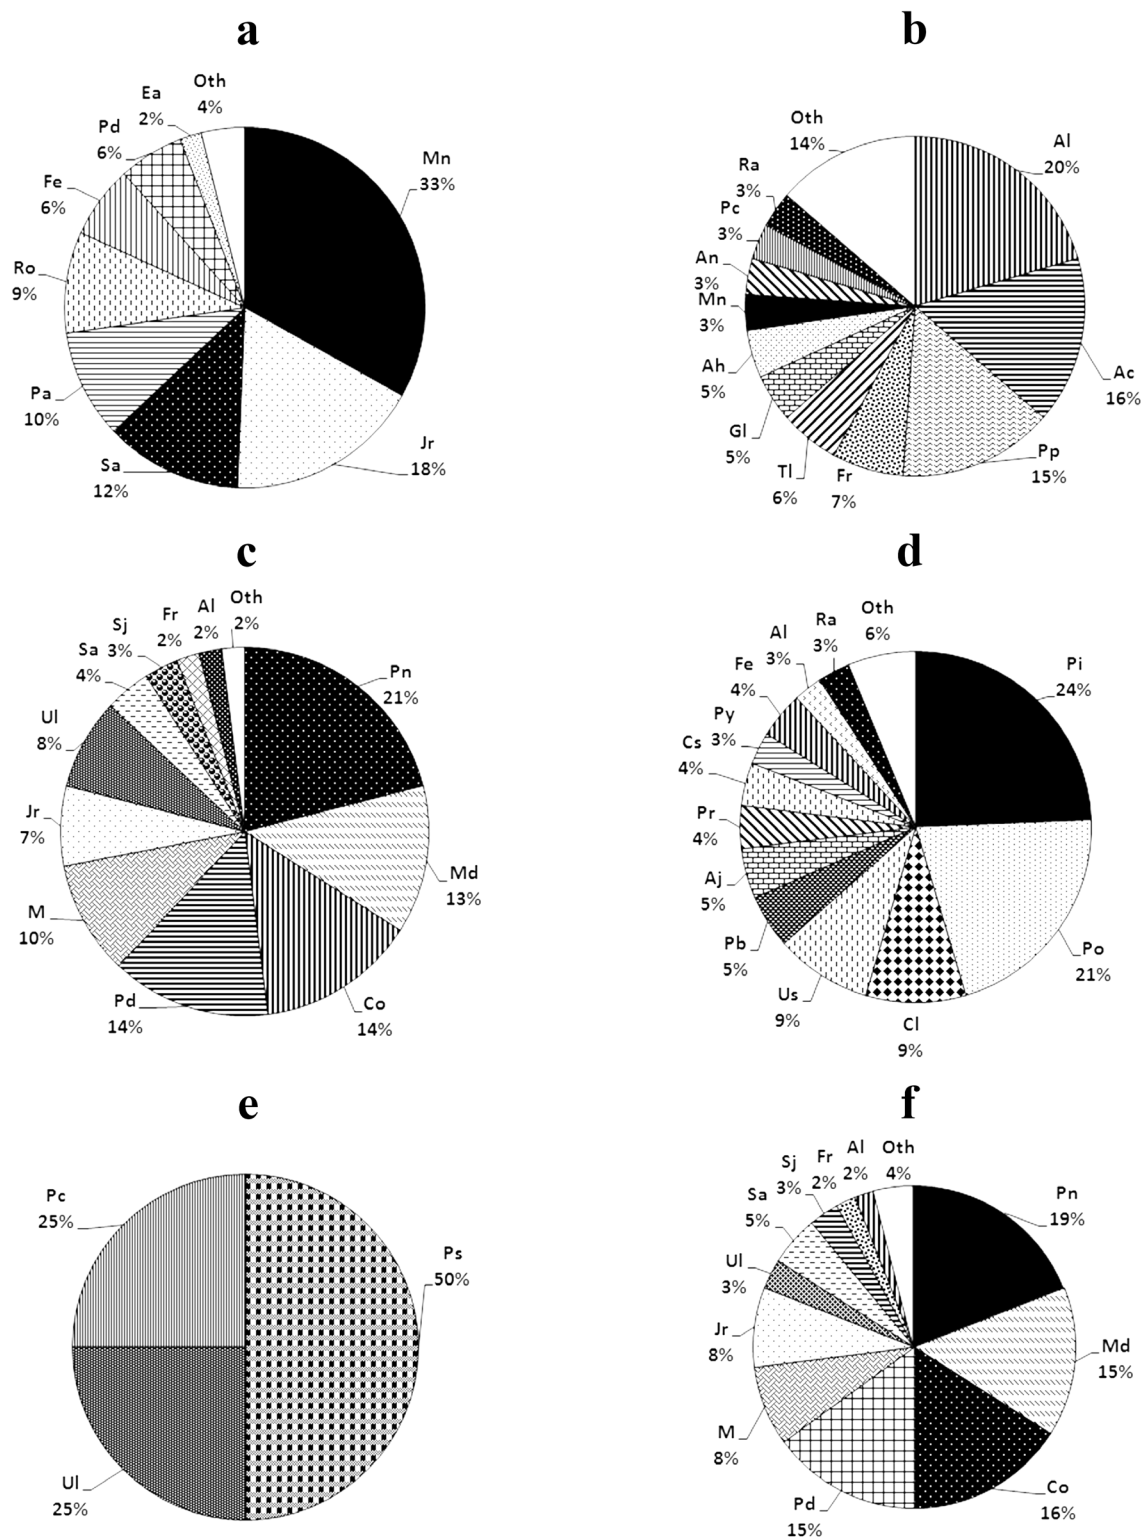 a
Oth
4%
Ea
2%
Pd
6%
Fe
6%
Ro
9%
Pa
10%
Sa
12%
Jr
18%
Mn
33%
b
Oth
14%
Al
20%
Ra
3%
Pc
3%
An
3%
Mn
3%
Ah
5%
Gl
5%
Tl
6%
Fr
7%
Pp
15%
Ac
16%
c
Oth
2%
Al
2%
Fr
2%
Sj
3%
Sa
4%
Ul
8%
Jr
7%
M
10%
Pd
14%
Co
14%
Md
13%
Pn
21%
d
Oth
6%
Ra
3%
Al
3%
Fe
4%
Py
3%
Cs
4%
Pr
4%
Aj
5%
Pb
5%
Us
9%
Cl
9%
Po
21%
Pi
24%
e
Pc
25%
Ps
50%
Ul
25%
f
Oth
4%
Al
2%
Fr
2%
Sj
3%
Sa
5%
Ul
3%
Jr
8%
M
8%
Pd
15%
Co
16%
Md
15%
Pn
19%